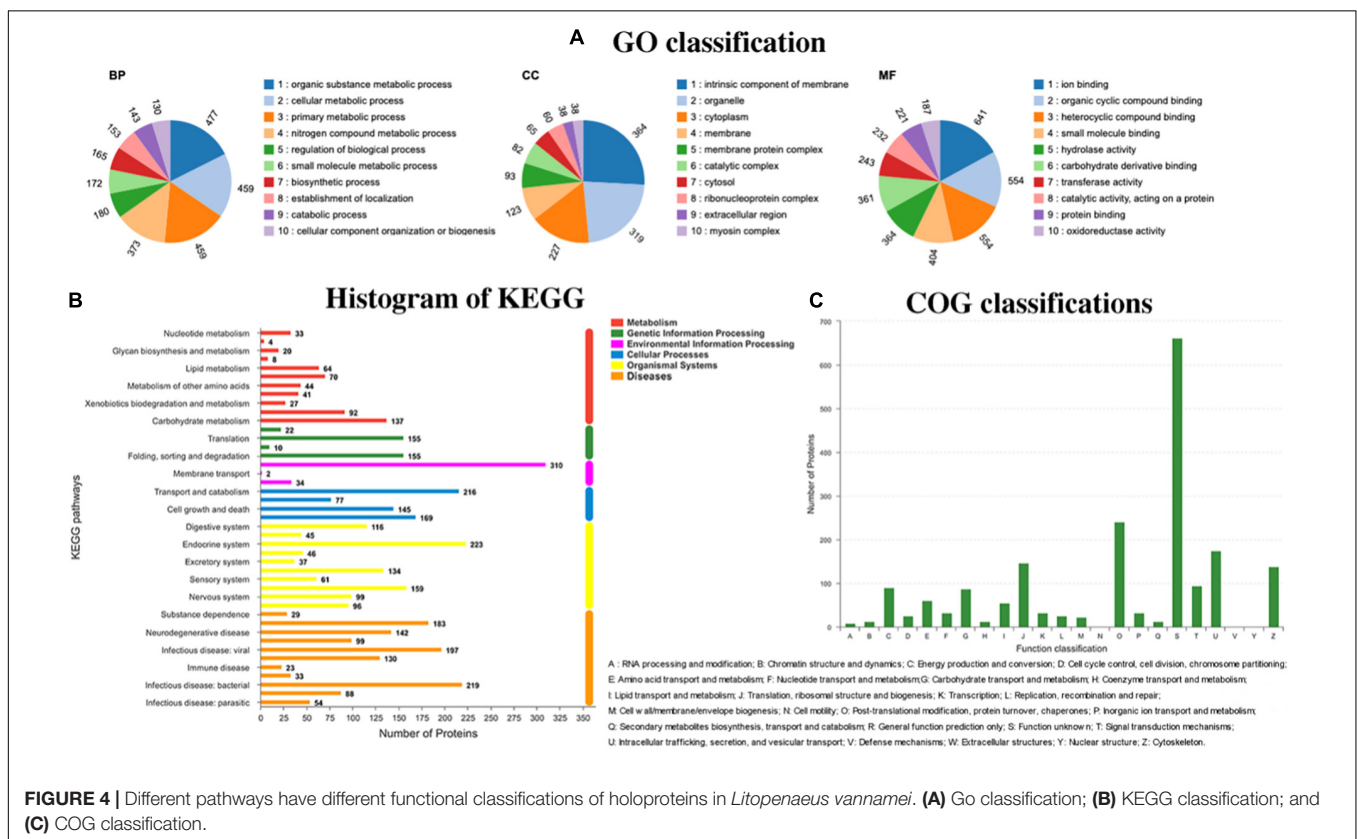 A GO classification
BP
477
459
459
373
180
172
165
153
143
130
1 : organic substance metabolic process
2 : cellular metabolic process
3 : primary metabolic process
4 : nitrogen compound metabolic process
5 : regulation of biological process
6 : small molecule metabolic process
7 : biosynthetic process
8 : establishment of localization
9 : catabolic process
10 : cellular component organization or biogenesis
CC
364
319
227
123
93
82
65
60
38
38
1 : intrinsic component of membrane
2 : organelle
3 : cytoplasm
4 : membrane
5 : membrane protein complex
6 : catalytic complex
7 : cytosol
8 : ribonucleoprotein complex
9 : extracellular region
10 : myosin complex
MF
641
554
554
404
364
361
243
232
221
187
1 : ion binding
2 : organic cyclic compound binding
3 : heterocyclic compound binding
4 : small molecule binding
5 : hydrolase activity
6 : carbohydrate derivative binding
7 : transferase activity
8 : catalytic activity, acting on a protein
9 : protein binding
10 : oxidoreductase activity
B Histogram of KEGG
KEGG pathways
Nucleotide metabolism 33
4
Glycan biosynthesis and metabolism 20
8
Lipid metabolism 64
70
Metabolism of other amino acids 44
41
Xenobiotics biodegradation and metabolism 27
92
Carbohydrate metabolism 137
22
Translation 155
10
Folding, sorting and degradation 155
310
Membrane transport 2
34
Transport and catabolism 216
77
Cell growth and death 145
169
Digestive system 116
45
Endocrine system 223
46
Excretory system 37
134
Sensory system 61
159
Nervous system 99
96
Substance dependence 29
183
Neurodegenerative disease 142
99
Infectious disease: viral 197
130
Immune disease 23
33
Infectious disease: bacterial 219
88
Infectious disease: parasitic 54
0 25 50 75 100 125 150 175 200 225 250 275 300 325 350
Number of Proteins
Metabolism
Genetic Information Processing
Environmental Information Processing
Cellular Processes
Organismal Systems
Diseases
C COG classifications
Number of Proteins
700
600
500
400
300
200
100
0
A B C D E F G H I J K L M N O P Q S T U V Y Z
Function classification
A : RNA processing and modification; B: Chromatin structure and dynamics; C: Energy production and conversion; D: Cell cycle control, cell division, chromosome partitioning;
E: Amino acid transport and metabolism; F: Nucleotide transport and metabolism;G: Carbohydrate transport and metabolism; H: Coenzyme transport and metabolism;
I: Lipid transport and metabolism; J: Translation, ribosomal structure and biogenesis; K: Transcription; L: Replication, recombination and repair;
M: Cell wall/membrane/envelope biogenesis; N: Cell motility; O: Post-translational modification, protein turnover, chaperones; P: Inorganic ion transport and metabolism;
Q: Secondary metabolites biosynthesis, transport and catabolism; R: General function prediction only; S: Function unknown; T: Signal transduction mechanisms;
U: Intracellular trafficking, secretion, and vesicular transport; V: Defense mechanisms; W: Extracellular structures; Y: Nuclear structure; Z: Cytoskeleton.
FIGURE 4 | Different pathways have different functional classifications of holoproteins in Litopenaeus vannamei. (A) Go classification; (B) KEGG classification; and
(C) COG classification.